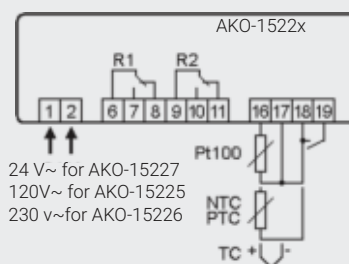 AKO-1522x
R1 R2
1 2 6 7 8 9 10 11 16 17 18 19
Pt100
24 V~ for AKO-15227
120V~ for AKO-15225
230 v~for AKO-15226
NTC
PTC
TC + -